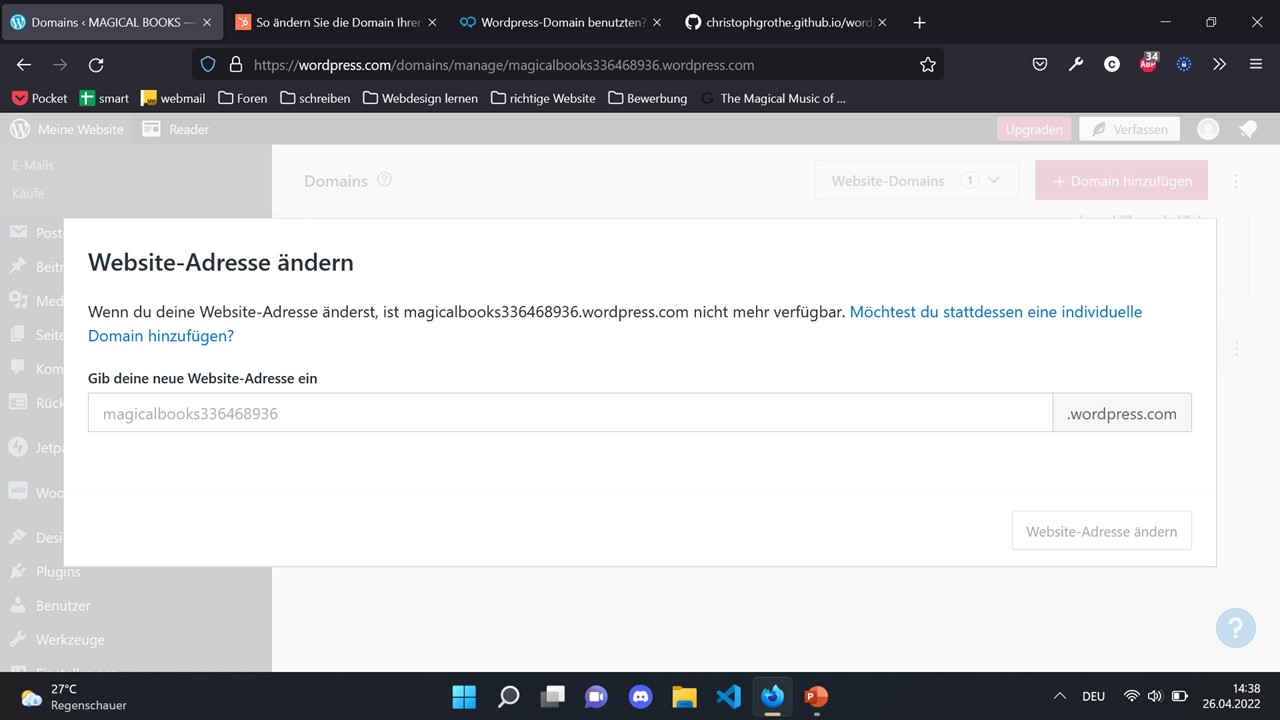 Domains ‹ MAGICAL BOOKS —
So ändern Sie die Domain Ihrer
Wordpress-Domain benutzten?
christophgrothe.github.io/word
https://wordpress.com/domains/manage/magicalbooks336468936.wordpress.com
34
ABP
Pocket
smart
webmail
Foren
schreiben
Webdesign lernen
richtige Website
Bewerbung
The Magical Music of ...
Meine Website
Reader
Upgraden
Verfassen
E-Mails
Käufe
Domains
Website-Domains 1
+ Domain hinzufügen
Post
Beitr
Med
Seite
Kom
Rück
Jetpa
Woo
Desi
Plugins
Benutzer
Werkzeuge
Website-Adresse ändern
Wenn du deine Website-Adresse änderst, ist magicalbooks336468936.wordpress.com nicht mehr verfügbar. Möchtest du stattdessen eine individuelle
Domain hinzufügen?
Gib deine neue Website-Adresse ein
magicalbooks336468936
.wordpress.com
Website-Adresse ändern
?
27°C
Regenschauer
DEU
14:38
26.04.2022